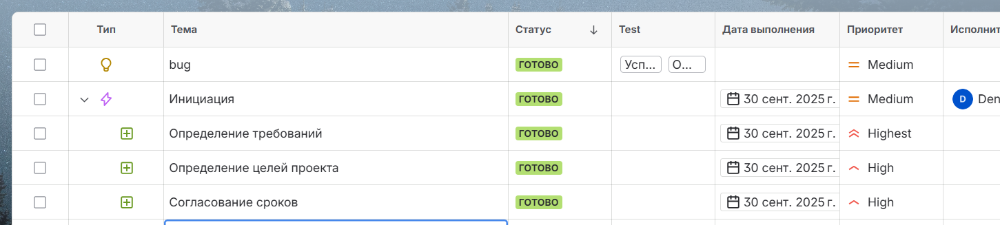 Тип Тема Статус Test Дата выполнения Приоритет Исполнит
bug ГОТОВО Усп... О... Medium
Инициация ГОТОВО 30 сент. 2025 г. Medium D Den
Определение требований ГОТОВО 30 сент. 2025 г. Highest
Определение целей проекта ГОТОВО 30 сент. 2025 г. High
Согласование сроков ГОТОВО 30 сент. 2025 г. High